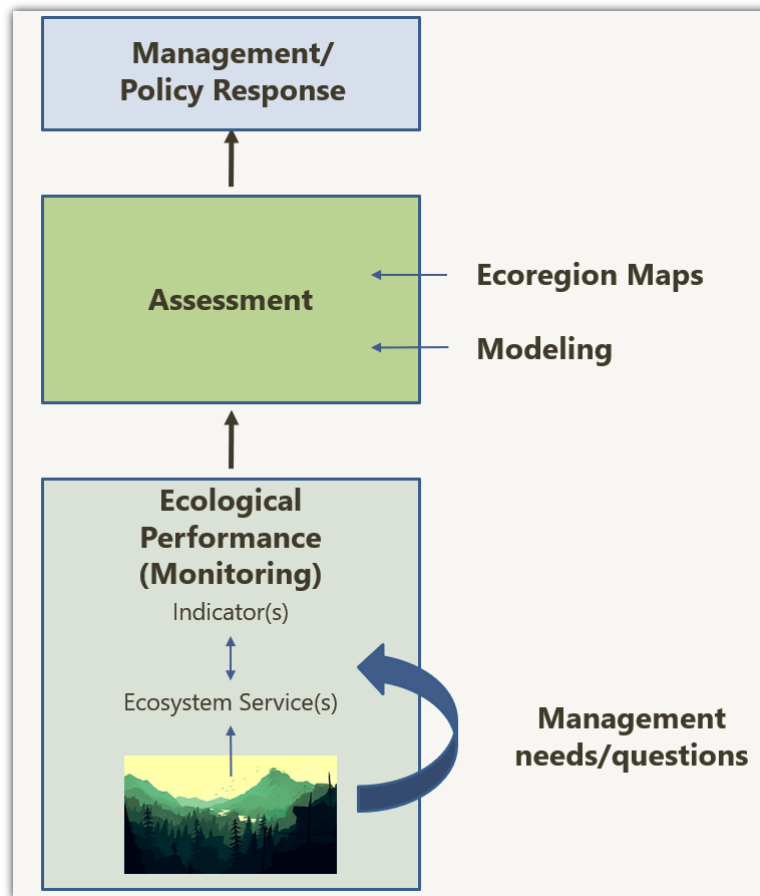 Management/
Policy Response
Assessment
Ecoregion Maps
Modeling
Ecological
Performance
(Monitoring)
Indicator(s)
Ecosystem Service(s)
Management
needs/questions